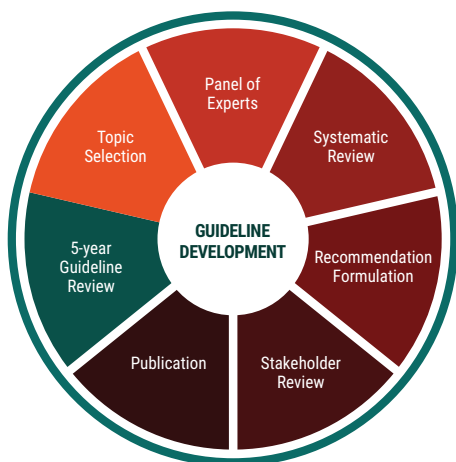 Panel of
Experts
Systematic
Review
Recommendation
Formulation
Stakeholder
Review
Publication
5-year
Guideline
Review
Topic
Selection
GUIDELINE
DEVELOPMENT